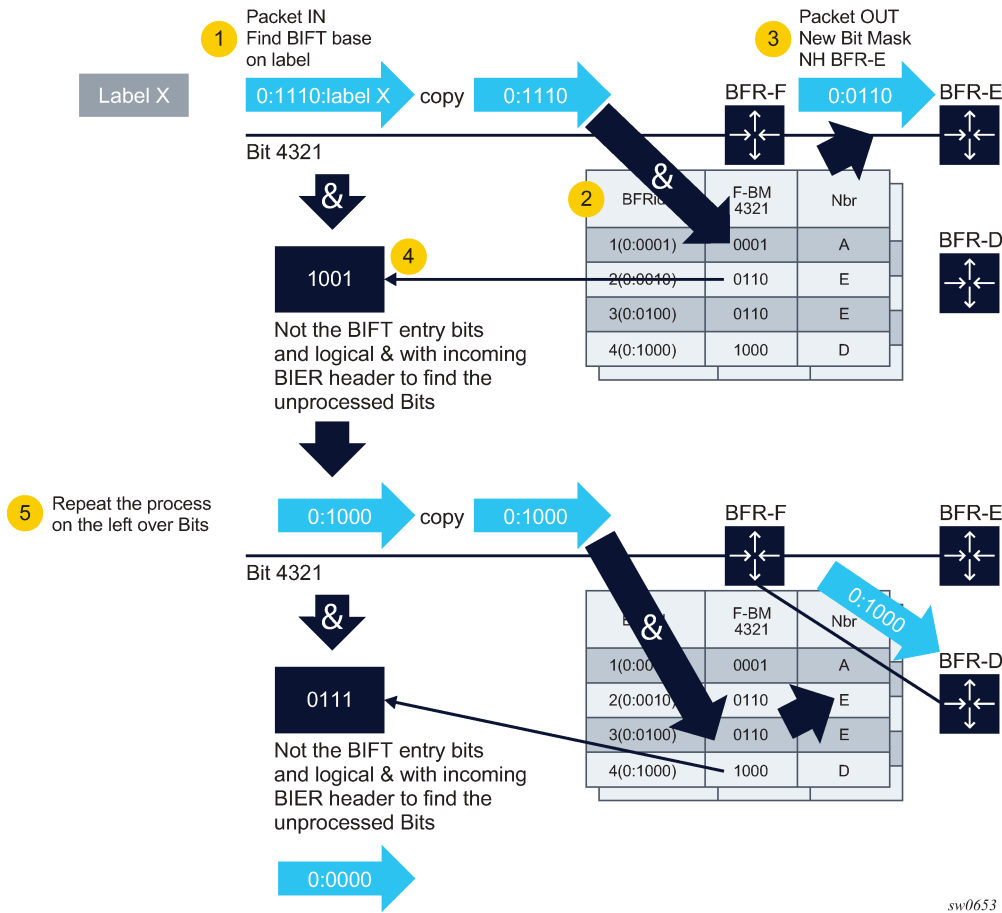 1
Packet IN
Find BIFT base
on label
3
Packet OUT
New Bit Mask
NH BFR-E
Label X
0:1110:label X
copy
0:1110
BFR-F
0:0110
BFR-E
Bit 4321
&
&
2
F-BM
4321
Nbr
1(0:0001)
0001
A
2(0:0010)
0110
E
3(0:0100)
0110
E
4(0:1000)
1000
D
BFR-D
1001
4
Not the BIFT entry bits
and logical & with incoming
BIER header to find the
unprocessed Bits
5
Repeat the process
on the left over Bits
0:1000
copy
0:1000
BFR-F
BFR-E
Bit 4321
&
&
F-BM
4321
Nbr
0:1000
0001
A
2(0:0010)
0110
E
3(0:0100)
0110
E
4(0:1000)
1000
D
BFR-D
0111
Not the BIFT entry bits
and logical & with incoming
BIER header to find the
unprocessed Bits
0:0000
sw0653